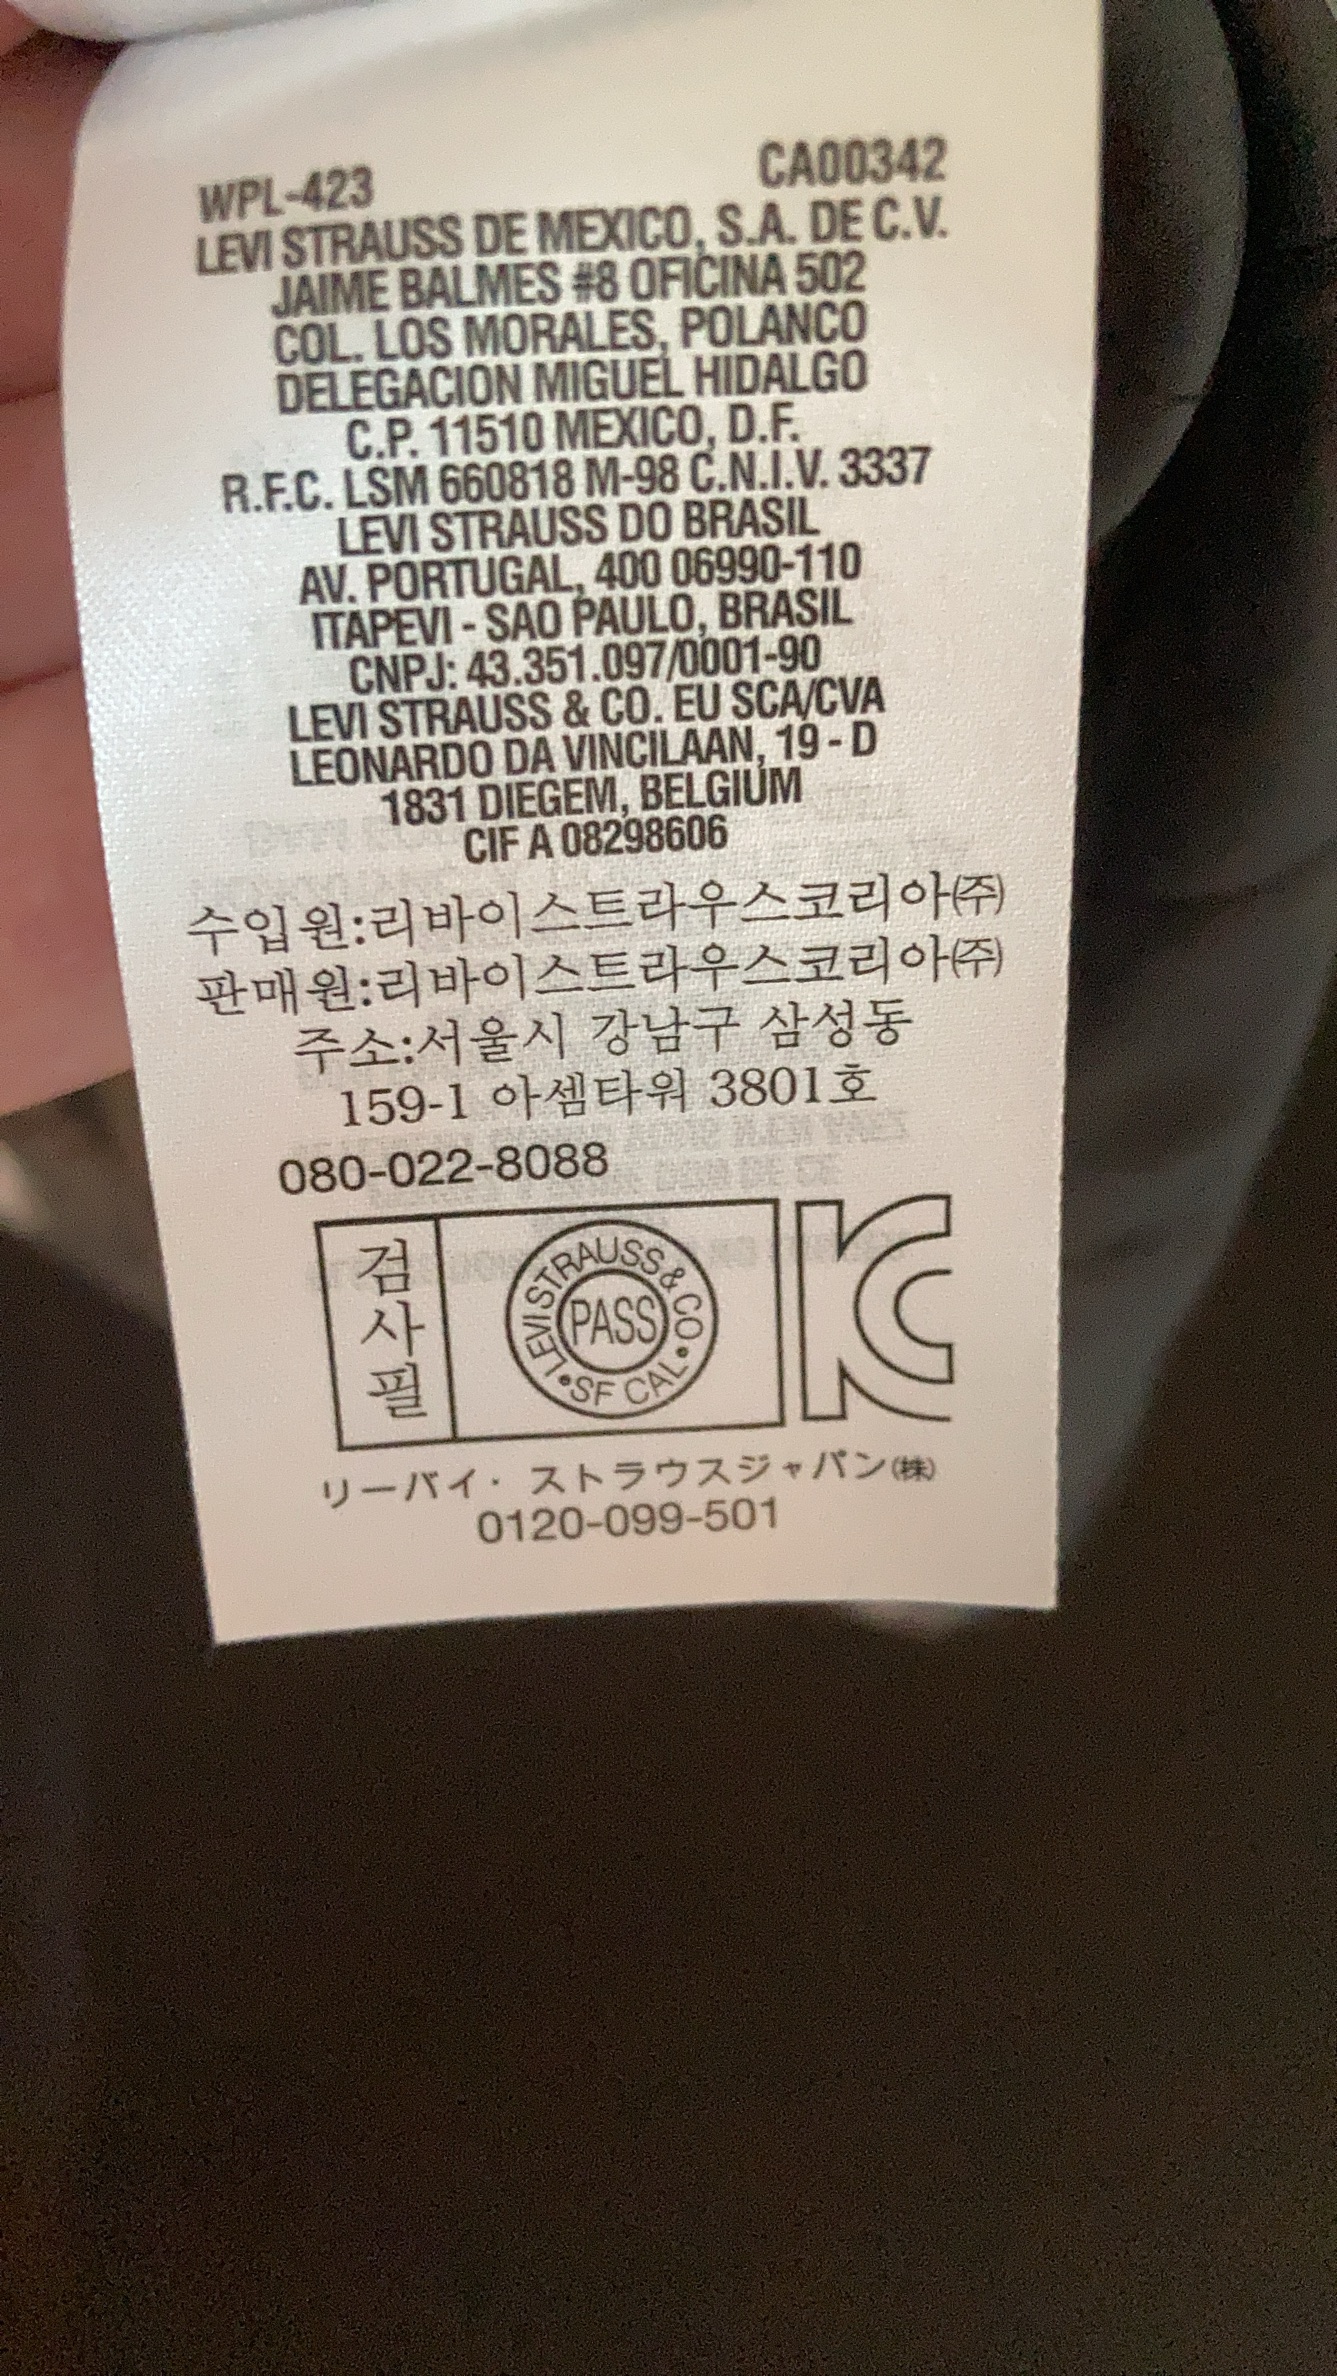 WPL-423 CA00342
LEVI STRAUSS DE MEXICO, S.A. DE C.V.
JAIME BALMES #8 OFICINA 502
COL. LOS MORALES, POLANCO
DELEGACION MIGUEL HIDALGO
C.P. 11510 MEXICO, D.F.
R.F.C. LSM 660818 M-98 C.N.I.V. 3337
LEVI STRAUSS DO BRASIL
AV. PORTUGAL, 400 06990-110
ITAPEVI - SAO PAULO, BRASIL
CNPJ: 43.351.097/0001-90
LEVI STRAUSS & CO. EU SCA/CVA
LEONARDO DA VINCILAAN, 19 - D
1831 DIEGEM, BELGIUM
CIF A 08298606
수입원:리바이스트라우스코리아㈜
판매원:리바이스트라우스코리아㈜
주소:서울시 강남구 삼성동
159-1 아셈타워 3801호
080-022-8088
검사필
LEVI STRAUSS & CO • SF CAL •
PASS
KC
リーバイ・ストラウスジャパン㈱
0120-099-501